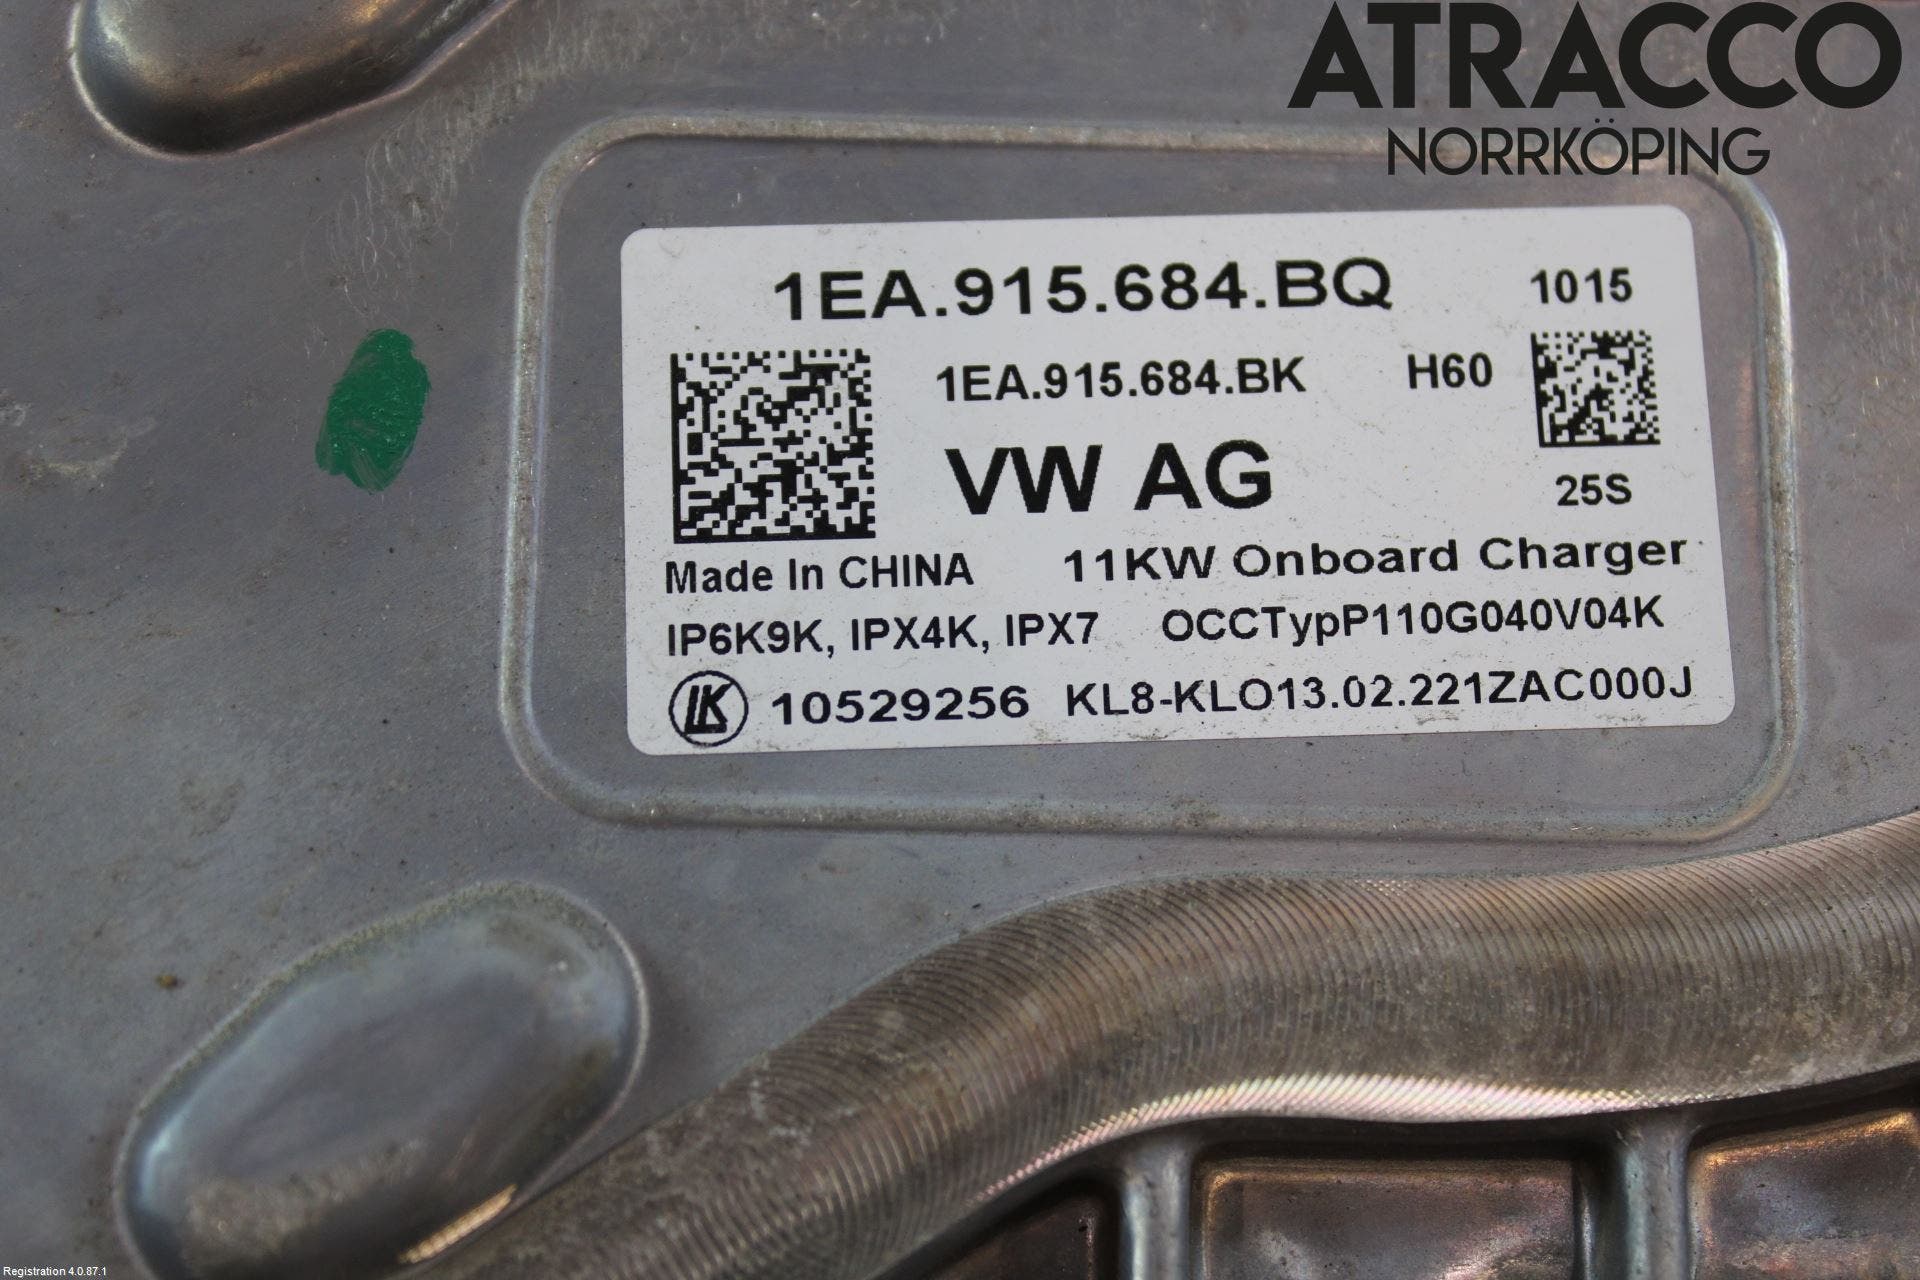 ATRACCO
NORRKÖPING
1EA.915.684.BQ 1015
1EA.915.684.BK H60
VW AG
25S
Made In CHINA 11KW Onboard Charger
IP6K9K, IPX4K, IPX7 OCCTypP110G040V04K
LK 10529256 KL8-KLO13.02.221ZAC000J
Registration 4.0.87.1